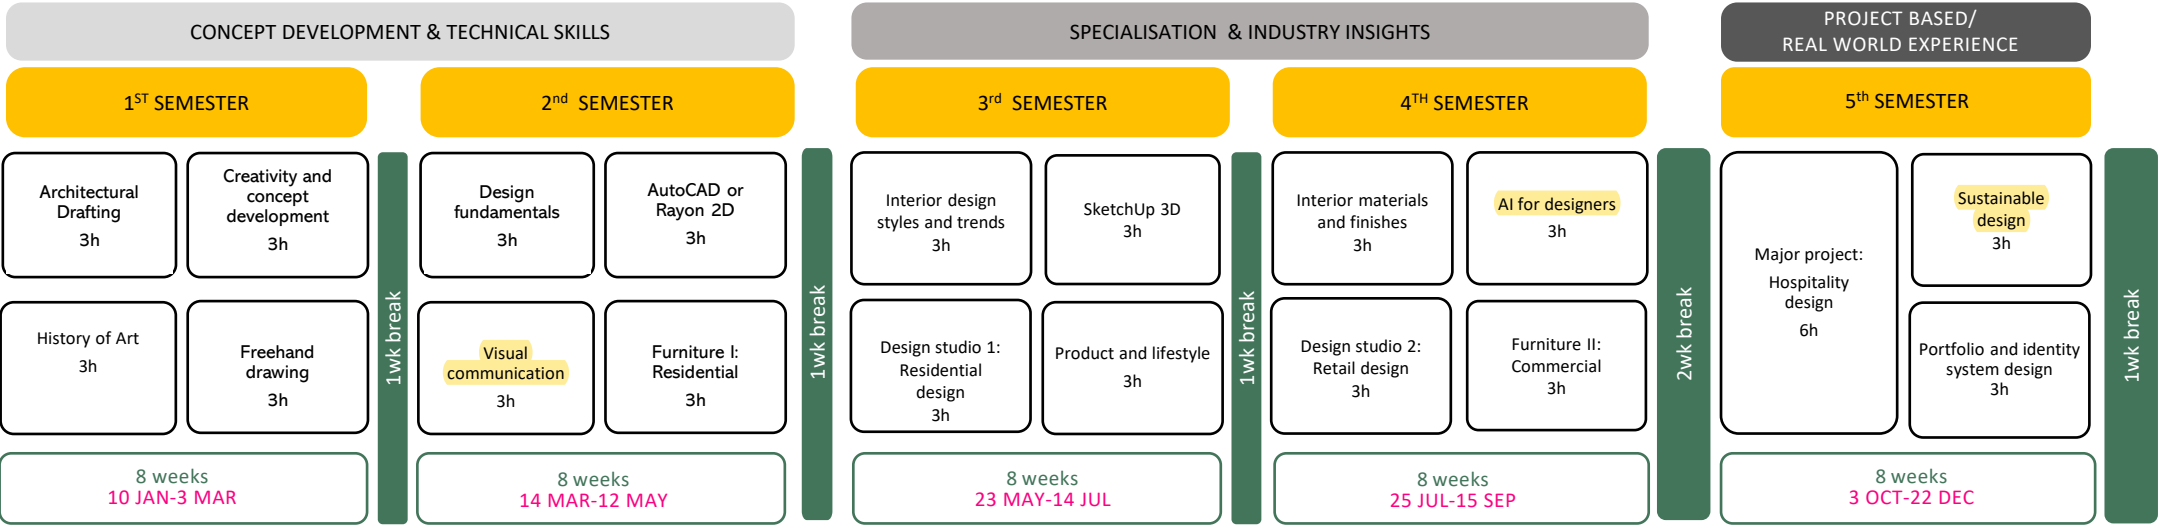 CONCEPT DEVELOPMENT & TECHNICAL SKILLS
SPECIALISATION & INDUSTRY INSIGHTS
PROJECT BASED/
REAL WORLD EXPERIENCE
1ST SEMESTER
2nd SEMESTER
3rd SEMESTER
4TH SEMESTER
5th SEMESTER
Architectural
Drafting
3h
Creativity and
concept
development
3h
History of Art
3h
Freehand
drawing
3h
8 weeks
10 JAN-3 MAR
1wk break
Design
fundamentals
3h
AutoCAD or
Rayon 2D
3h
Visual
communication
3h
Furniture I:
Residential
3h
8 weeks
14 MAR-12 MAY
1wk break
Interior design
styles and trends
3h
SketchUp 3D
3h
Design studio 1:
Residential
design
3h
Product and lifestyle
3h
8 weeks
23 MAY-14 JUL
1wk break
Interior materials
and finishes
3h
AI for designers
3h
Design studio 2:
Retail design
3h
Furniture II:
Commercial
3h
8 weeks
25 JUL-15 SEP
2wk break
Major project:
Hospitality
design
6h
Sustainable
design
3h
Portfolio and identity
system design
3h
8 weeks
3 OCT-22 DEC
1wk break